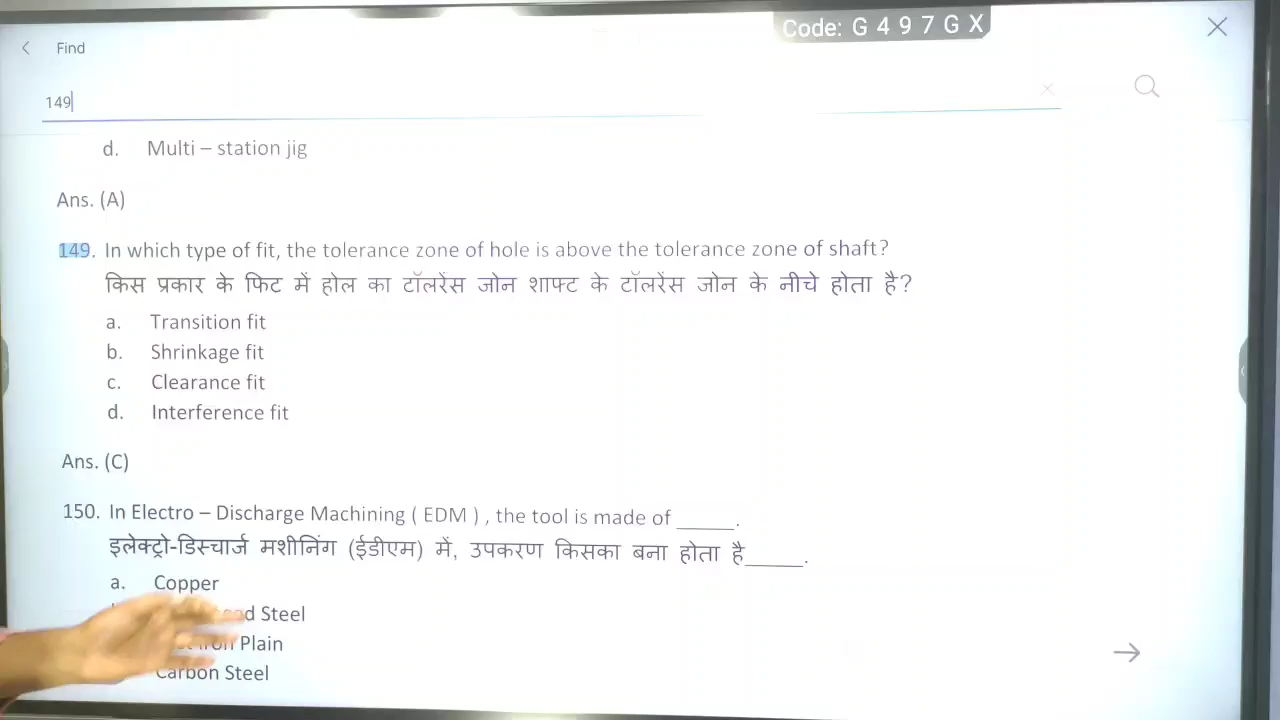 Code: G 4 9 7 G X
Find
149
d. Multi – station jig
Ans. (A)
149. In which type of fit, the tolerance zone of hole is above the tolerance zone of shaft?
किस प्रकार के फिट में होल का टॉलरेंस जोन शाफ्ट के टॉलरेंस जोन के नीचे होता है?
a. Transition fit
b. Shrinkage fit
c. Clearance fit
d. Interference fit
Ans. (C)
150. In Electro – Discharge Machining ( EDM ) , the tool is made of ______.
इलेक्ट्रो-डिस्चार्ज मशीनिंग (ईडीएम) में, उपकरण किसका बना होता है______.
a. Copper
Steel
Plain
Carbon Steel